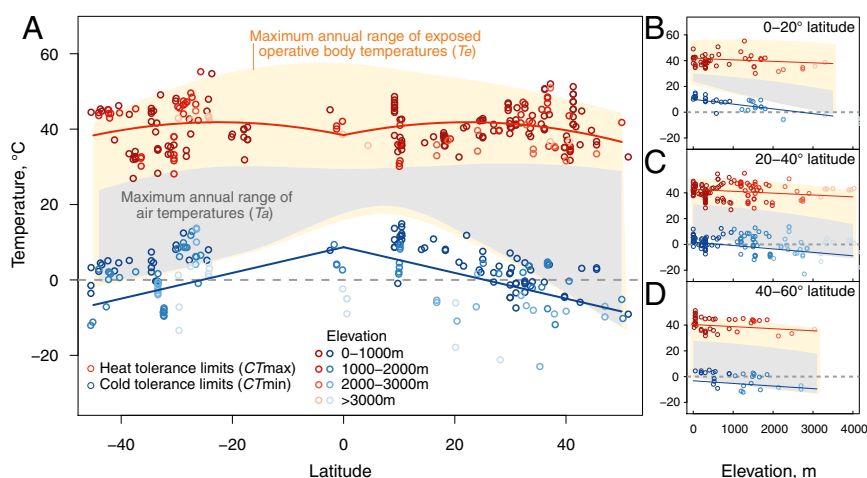 A
Maximum annual range of exposed
operative body temperatures (Te)
Maximum annual range of
air temperatures (Ta)
Temperature, °C
60
40
20
0
−20
Heat tolerance limits (CTmax)
Cold tolerance limits (CTmin)
Elevation
0−1000m
1000−2000m
2000−3000m
>3000m
−40
−20
0
20
40
Latitude
B
0−20° latitude
60
40
20
0
−20
C
20−40° latitude
60
40
20
0
−20
D
40−60° latitude
60
40
20
0
−20
0
1000
2000
3000
4000
Elevation, m